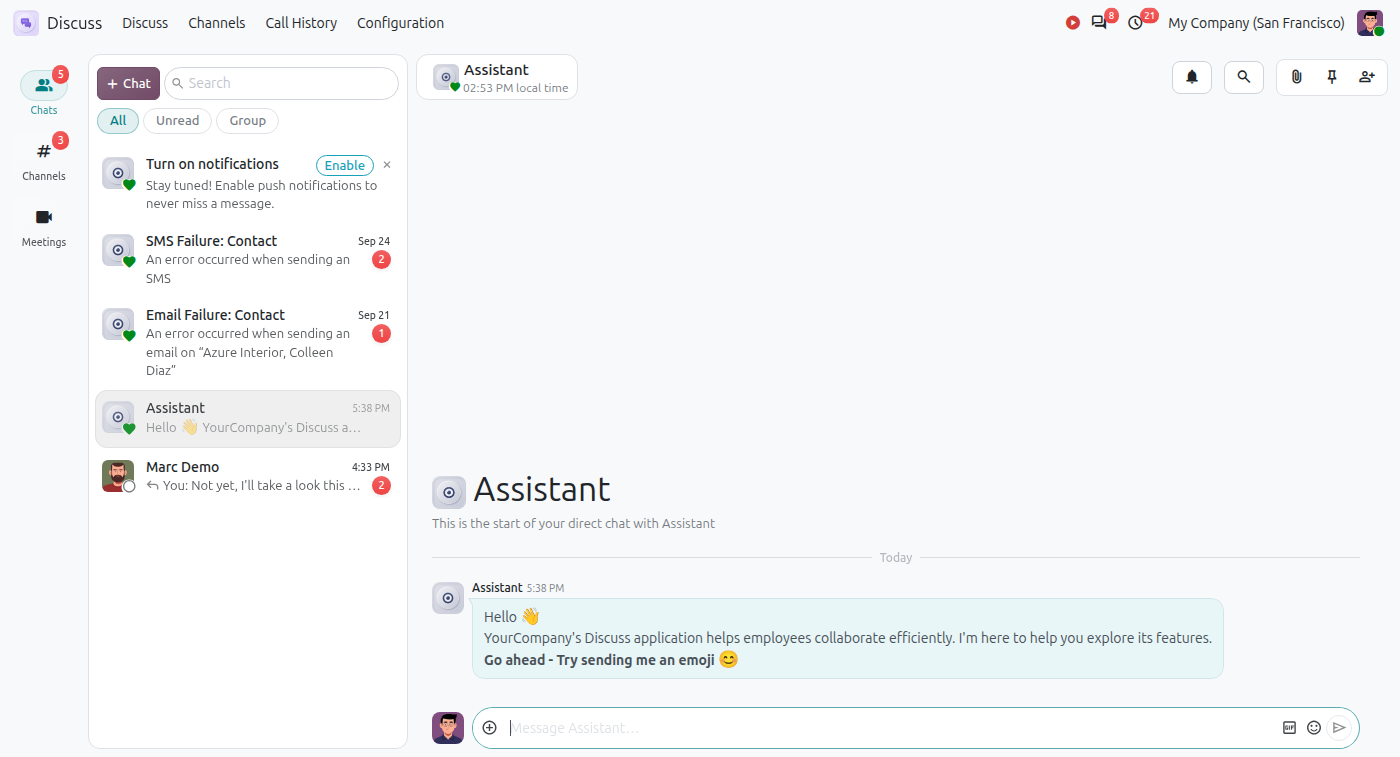 Discuss Discuss Channels Call History Configuration 8 21 My Company (San Francisco)
5
Chats
3
Channels
Meetings
+ Chat Search
All Unread Group
Turn on notifications Enable ×
Stay tuned! Enable push notifications to
never miss a message.
SMS Failure: Contact Sep 24
An error occurred when sending an 2
SMS
Email Failure: Contact Sep 21
An error occurred when sending an 1
email on “Azure Interior, Colleen
Diaz”
Assistant 5:38 PM
Hello 👋 YourCompany's Discuss a…
Marc Demo 4:33 PM
You: Not yet, I'll take a look this … 2
Assistant
02:53 PM local time
Assistant
This is the start of your direct chat with Assistant
Today
Assistant 5:38 PM
Hello 👋
YourCompany's Discuss application helps employees collaborate efficiently. I'm here to help you explore its features.
Go ahead - Try sending me an emoji 😊
Message Assistant…
GIF